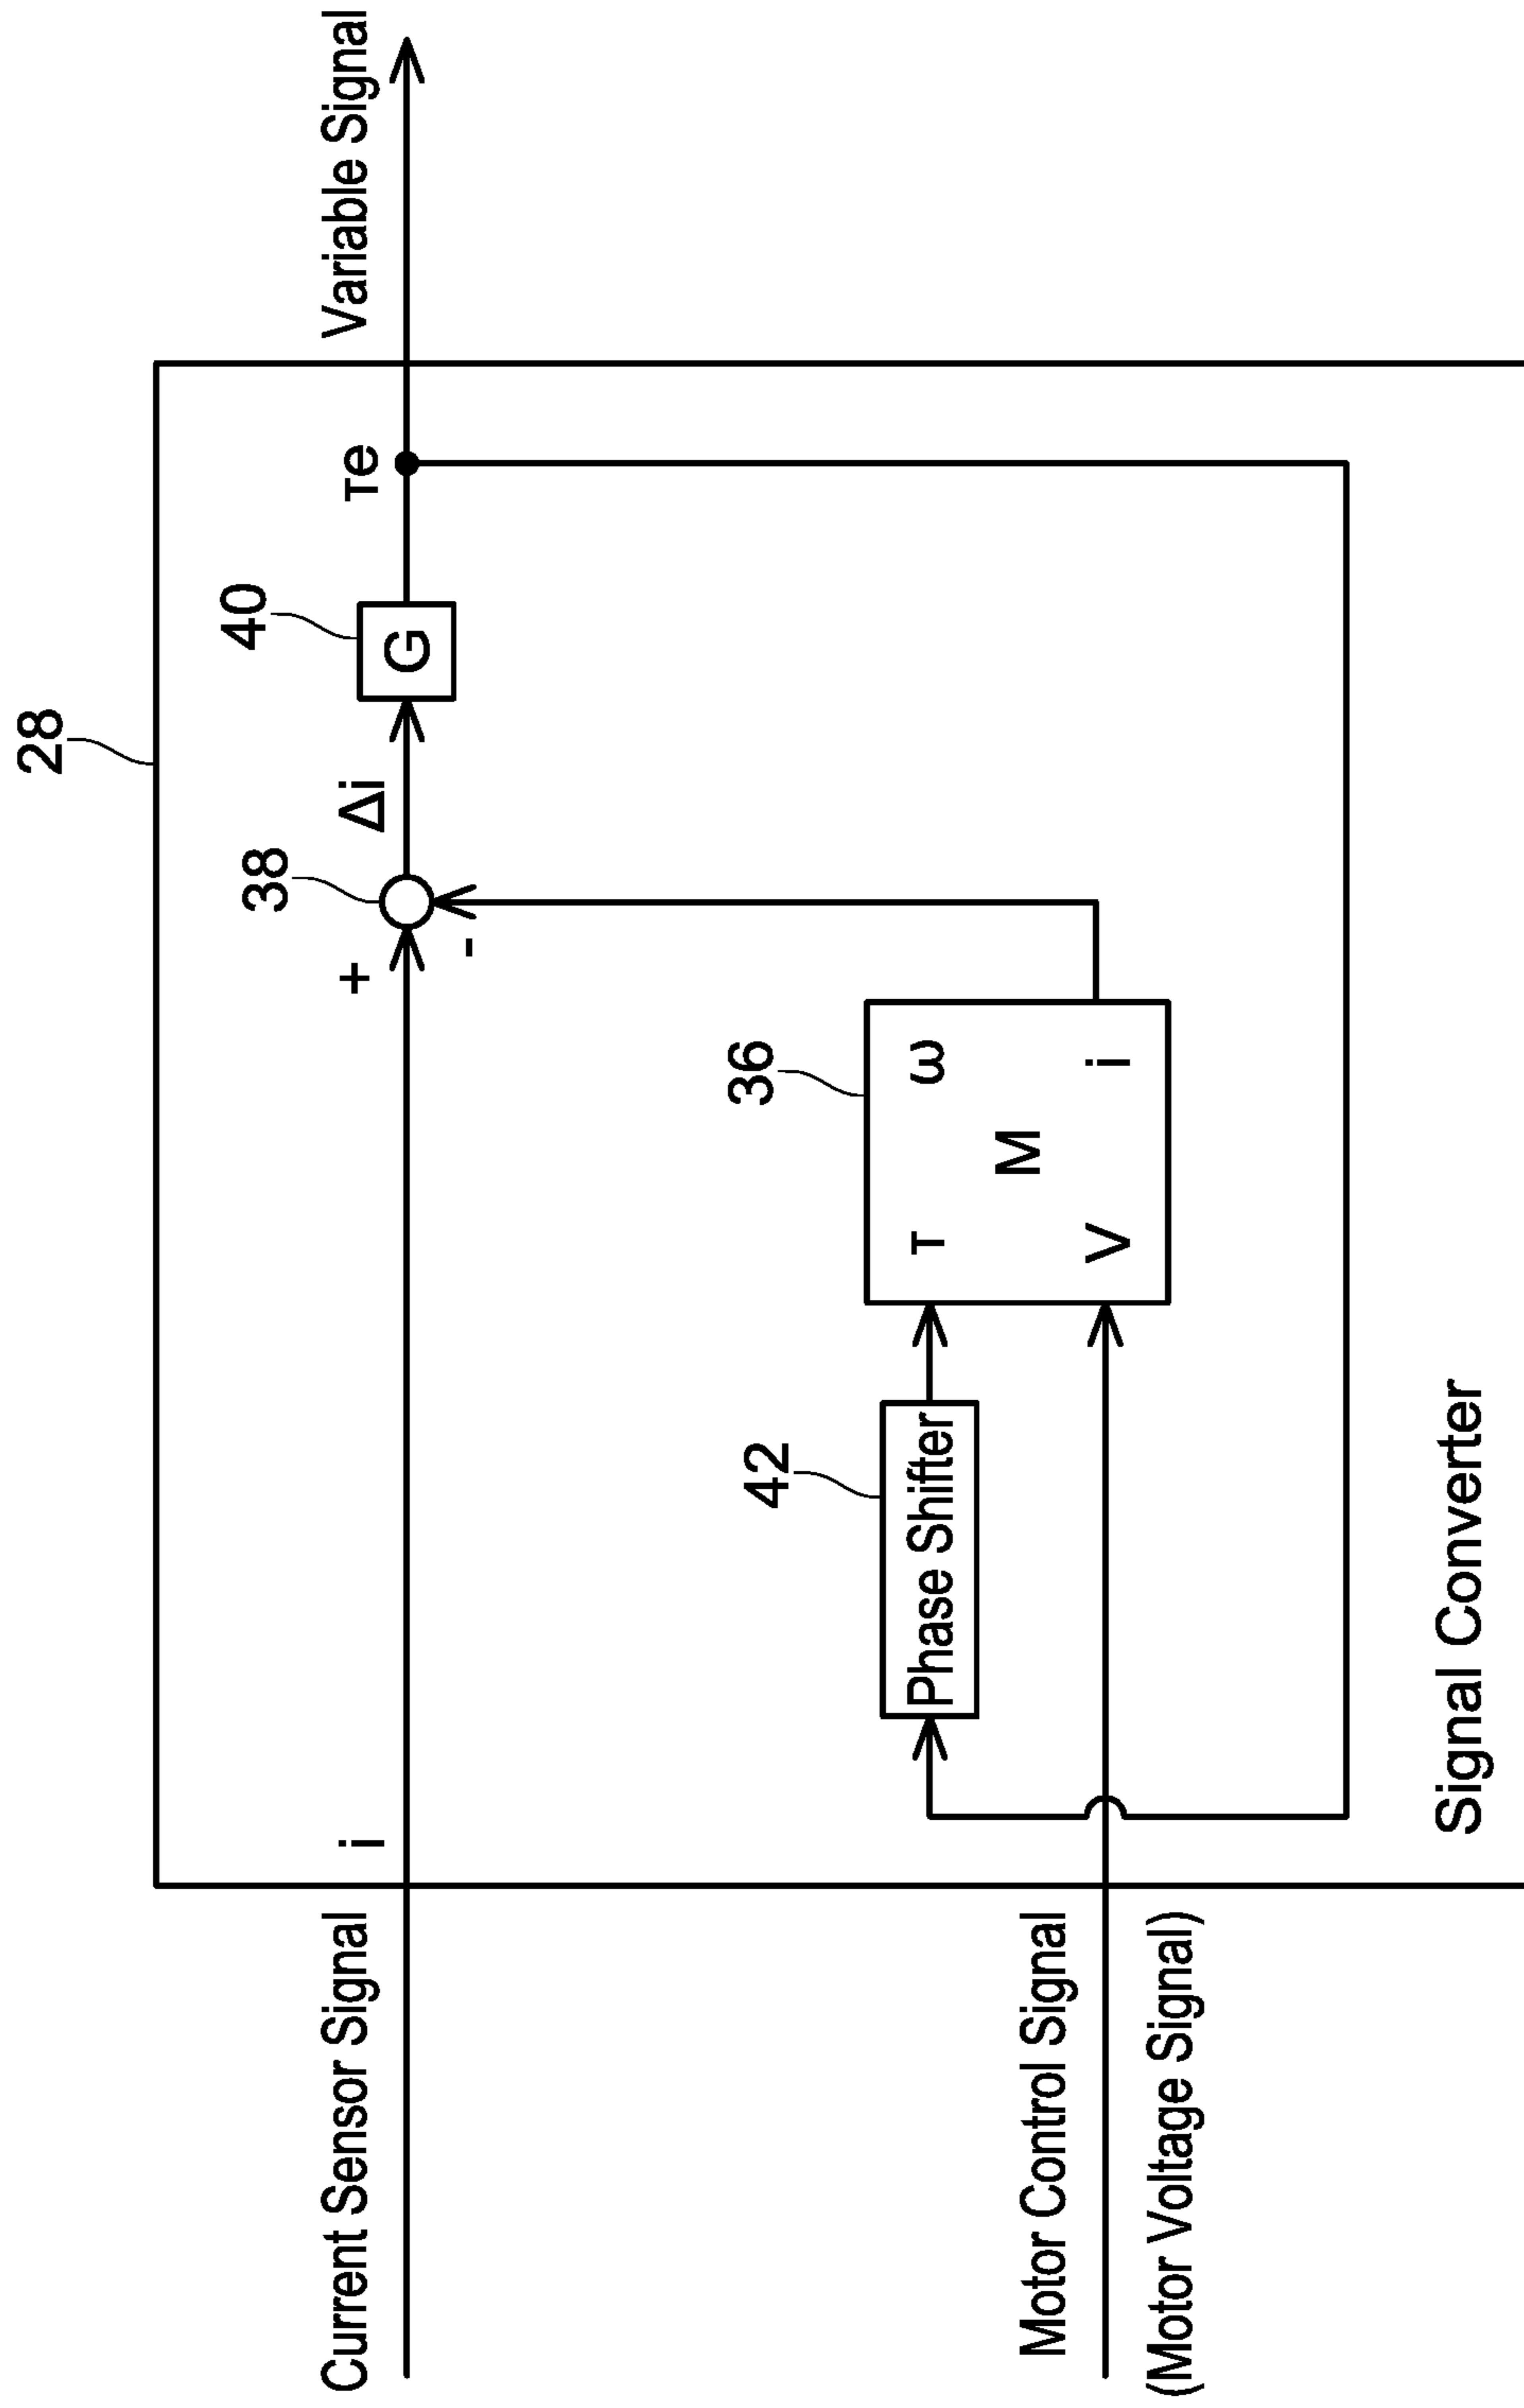 28
Current Sensor Signal
i
+
38
Δi
40
G
τe
Variable Signal
-
36
τ
ω
M
V
i
42
Phase Shifter
Motor Control Signal
(Motor Voltage Signal)
Signal Converter